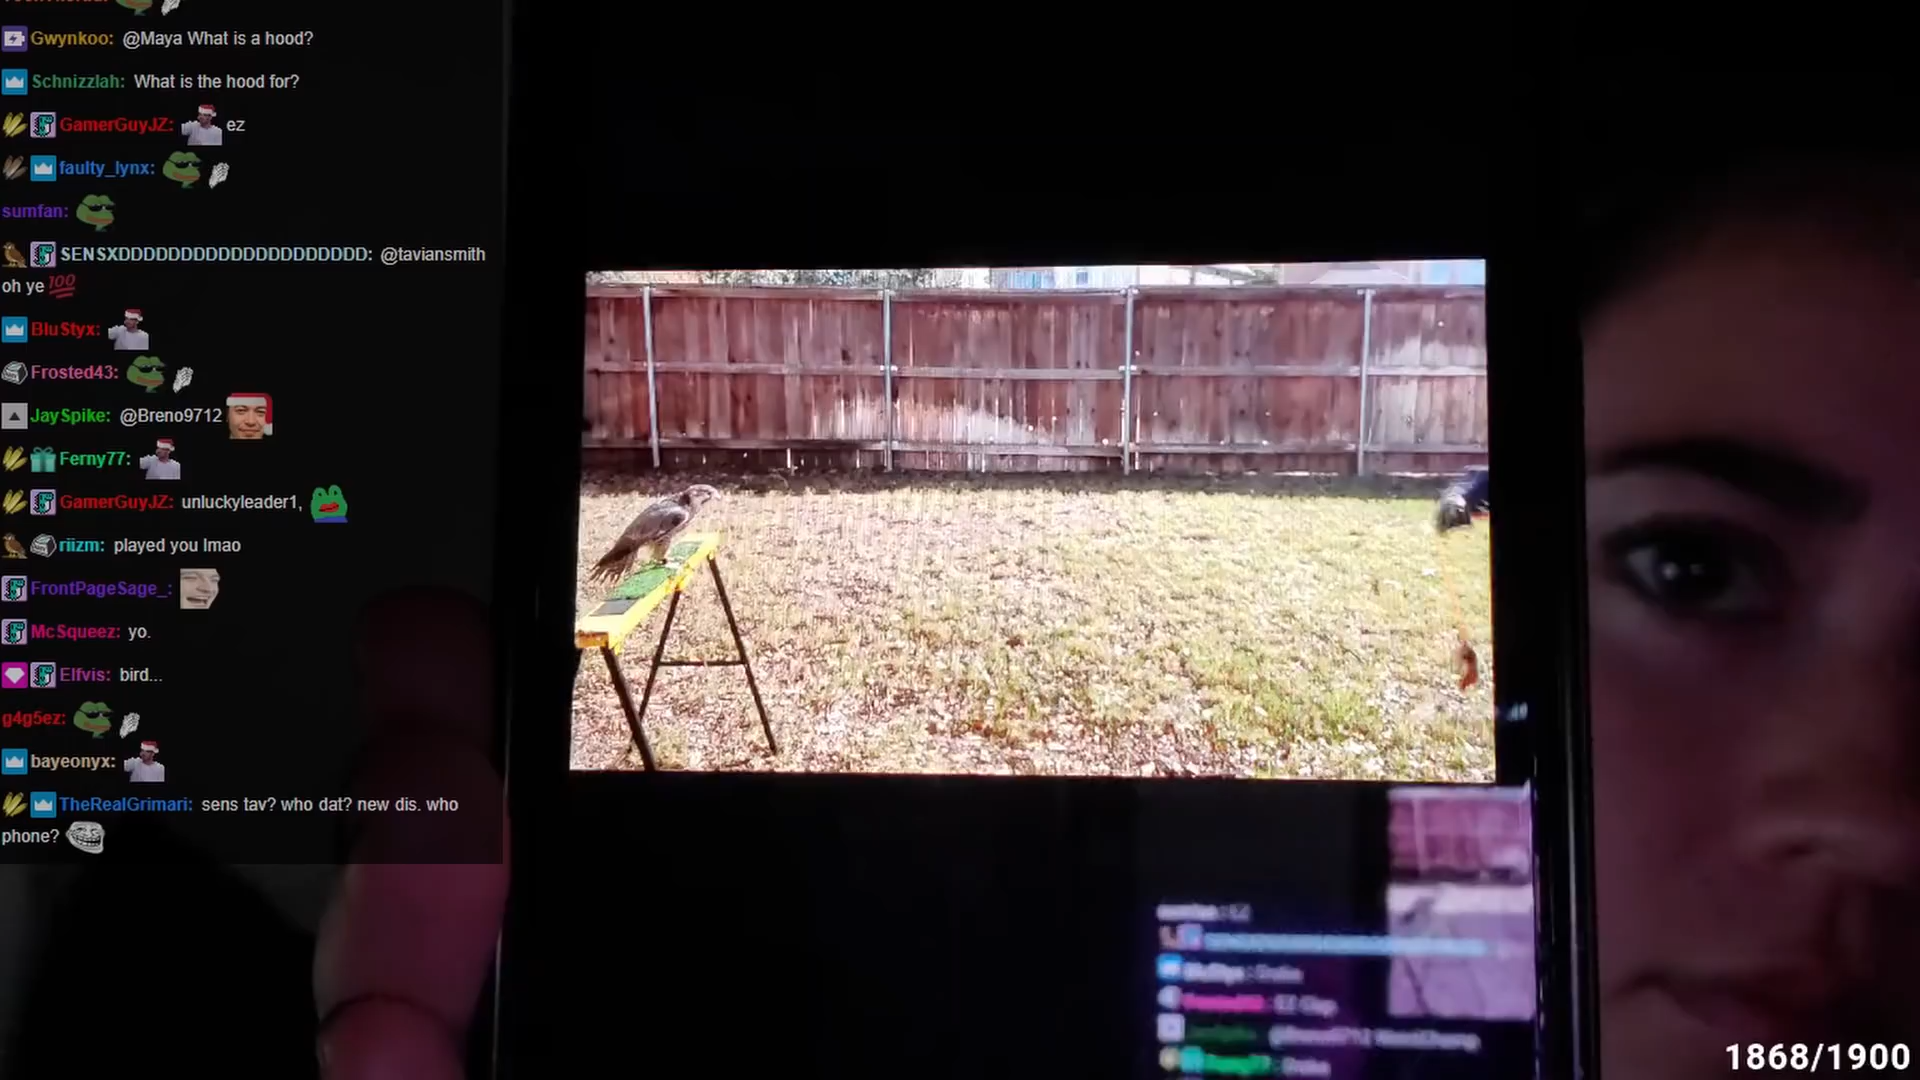 Gwynkoo: @Maya What is a hood?
Schnizzlah: What is the hood for?
GamerGuyJZ: ez
faulty_lynx:
sumfan:
SENSXDDDDDDDDDDDDDDDDDDDDD: @taviansmith
oh ye 100
BluStyx:
Frosted43:
JaySpike: @Breno9712
Ferny77:
GamerGuyJZ: unluckyleader1,
riizm: played you lmao
FrontPageSage_:
McSqueez: yo.
Elfvis: bird...
g4g5ez:
bayeonyx:
TheRealGrimari: sens tav? who dat? new dis. who
phone?
1868/1900